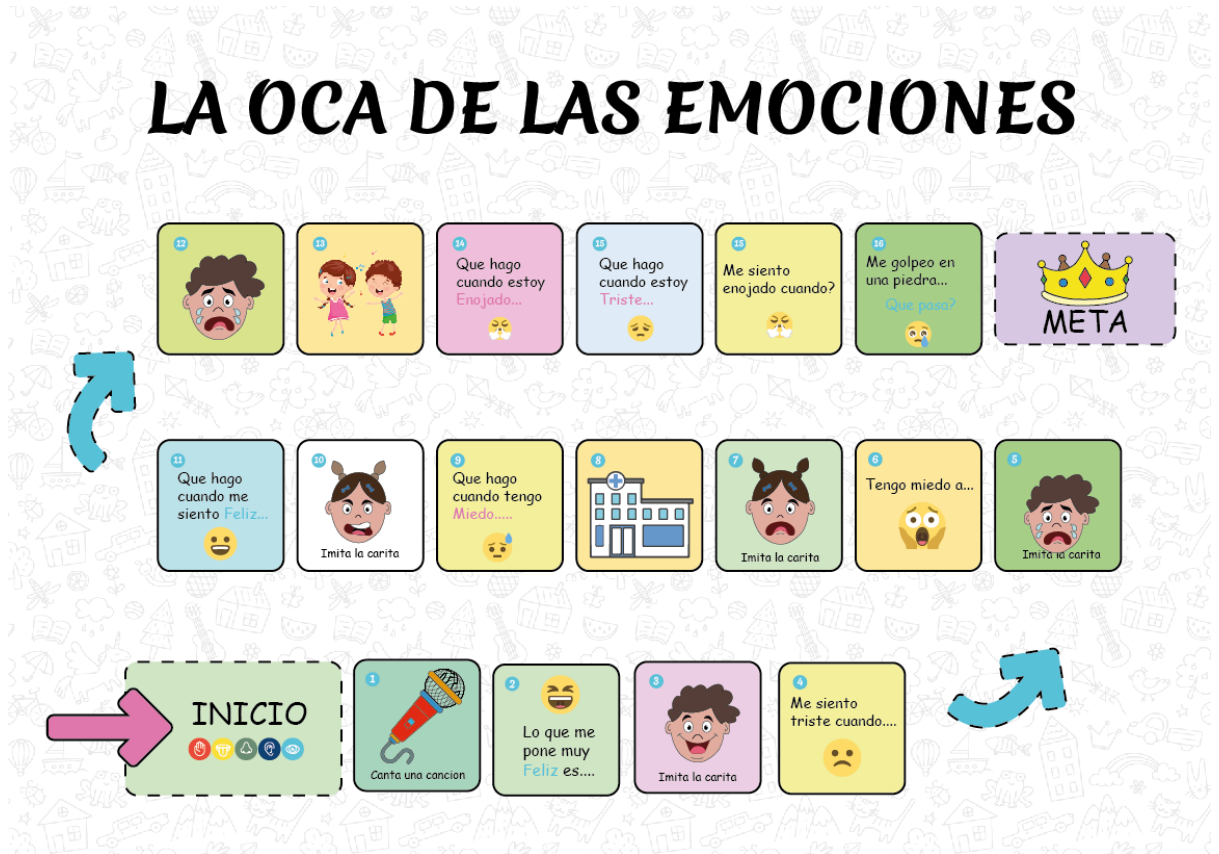 LA OCA DE LAS EMOCIONES
12
13
14
Que hago
cuando estoy
Enojado...
15
Que hago
cuando estoy
Triste...
15
Me siento
enojado cuando?
16
Me golpeo en
una piedra...
Que pasa?
META
11
Que hago
cuando me
siento Feliz...
10
Imita la carita
9
Que hago
cuando tengo
Miedo.....
8
7
Imita la carita
6
Tengo miedo a...
5
Imita la carita
INICIO
1
Canta una cancion
2
Lo que me
pone muy
Feliz es....
3
Imita la carita
4
Me siento
triste cuando....